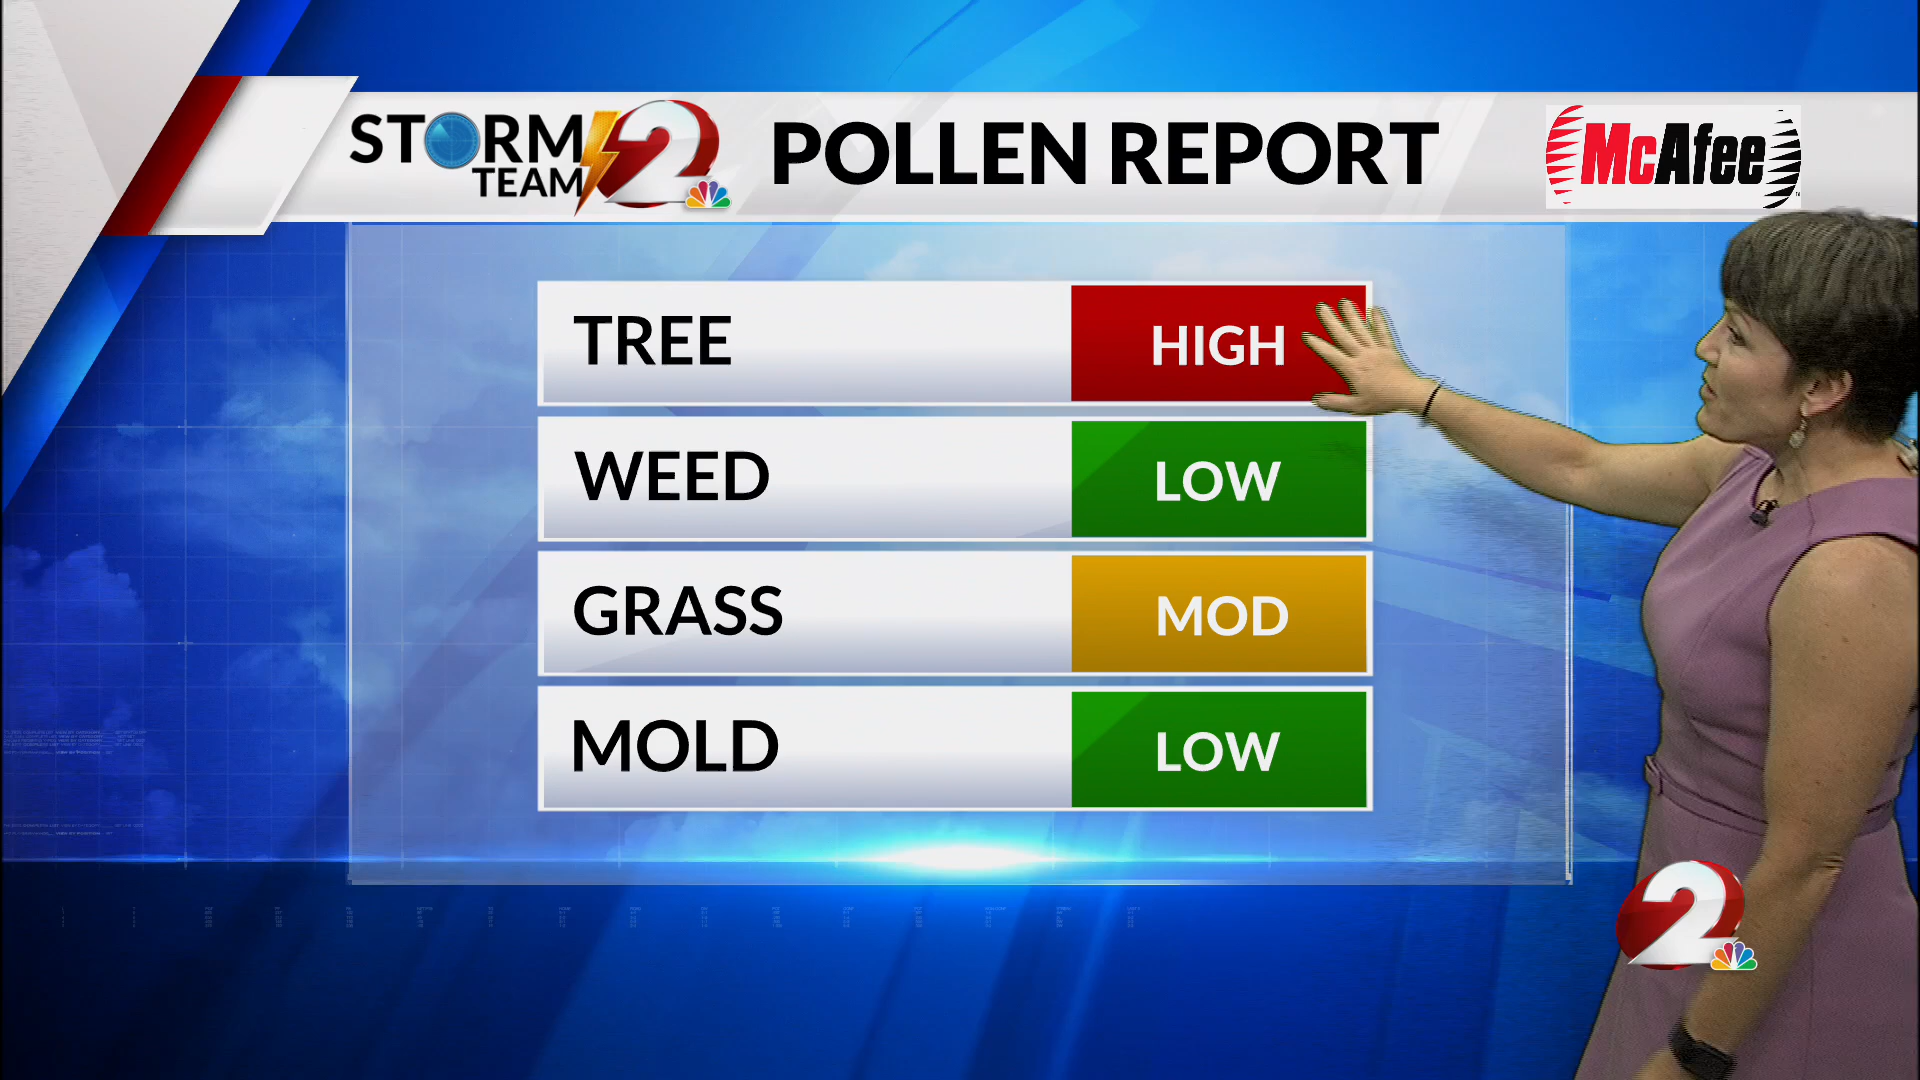 STORM
TEAM
2
POLLEN REPORT
McAfee
TREE
HIGH
WEED
LOW
GRASS
MOD
MOLD
LOW
2